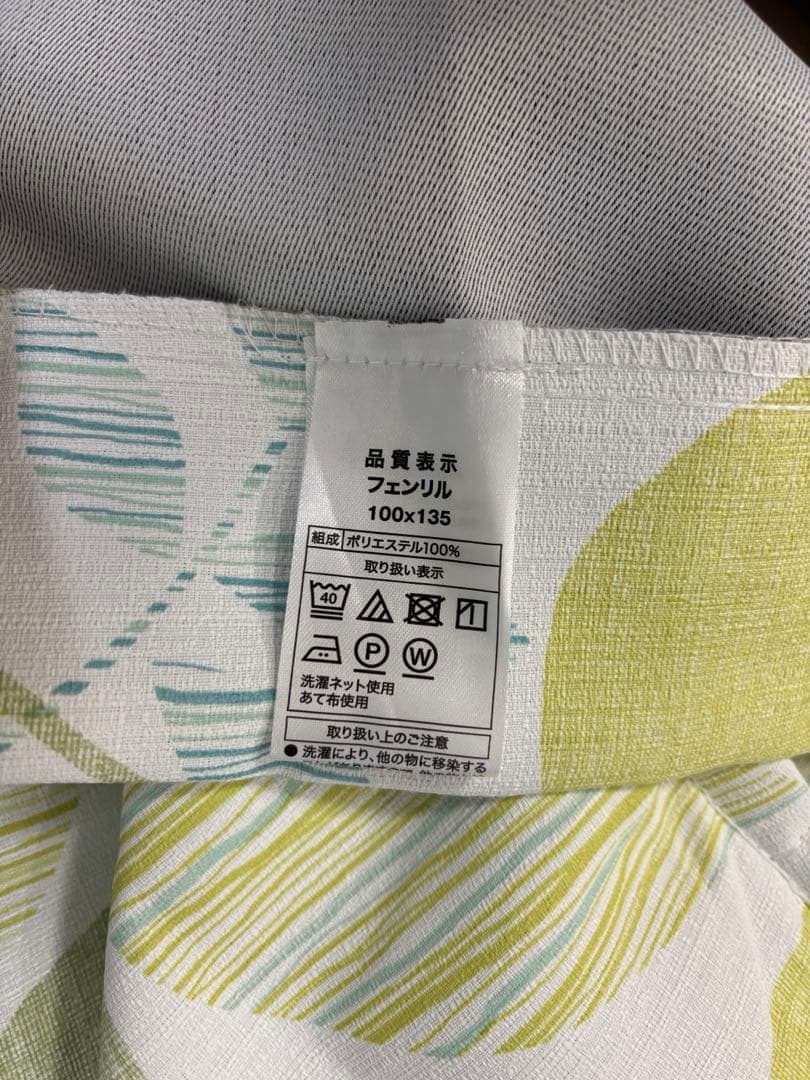 品質表示
フェンリル
100x135
組成 ポリエステル100%
取り扱い表示
40
P W
洗濯ネット使用
あて布使用
取り扱い上のご注意
● 洗濯により、他の物に移染する